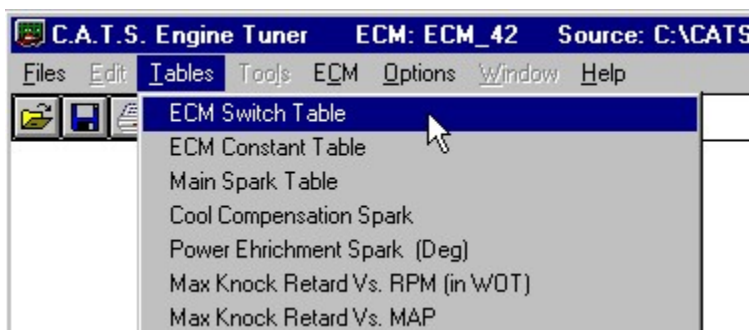 C.A.T.S. Engine Tuner ECM: ECM_42 Source: C:\CATS
Files Edit Tables Tools ECM Options Window Help
ECM Switch Table
ECM Constant Table
Main Spark Table
Cool Compensation Spark
Power Ehrichment Spark (Deg)
Max Knock Retard Vs. RPM (in WOT)
Max Knock Retard Vs. MAP